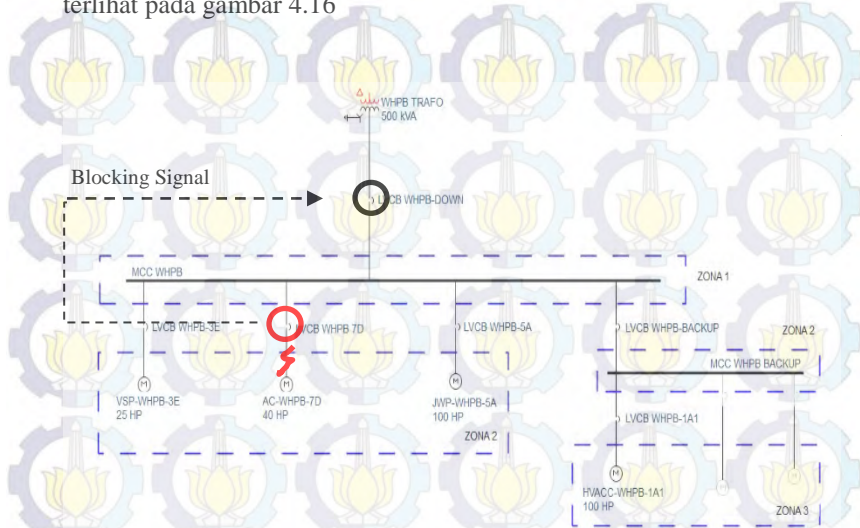 terlihat pada gambar 4.16
WHPB TRAFO
500 kVA
Blocking Signal
LVCB WHPB-DOWN
MCC WHPB
ZONA 1
LVCB WHPB-3E
LVCB WHPB 7D
LVCB WHPB-5A
LVCB WHPB-BACKUP
ZONA 2
MCC WHPB BACKUP
M
VSP-WHPB-3E
25 HP
M
AC-WHPB-7D
40 HP
M
JWP-WHPB-5A
100 HP
ZONA 2
LVCB WHPB-1A1
M
HVACC-WHPB-1A1
100 HP
ZONA 3